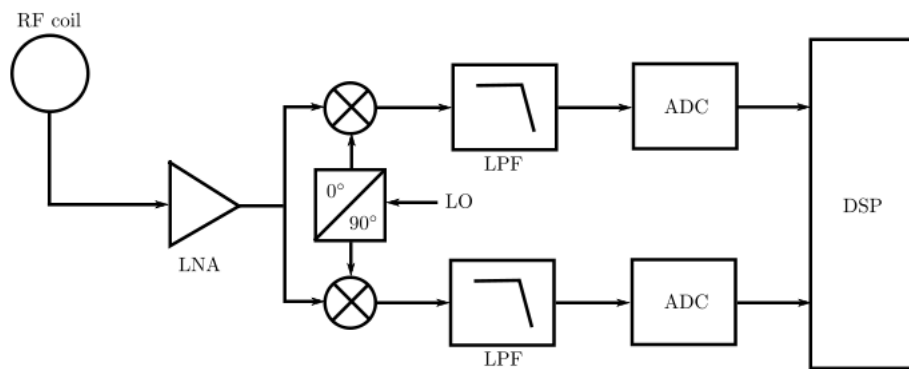 RF coil
LNA
0°
90°
LO
LPF
ADC
LPF
ADC
DSP